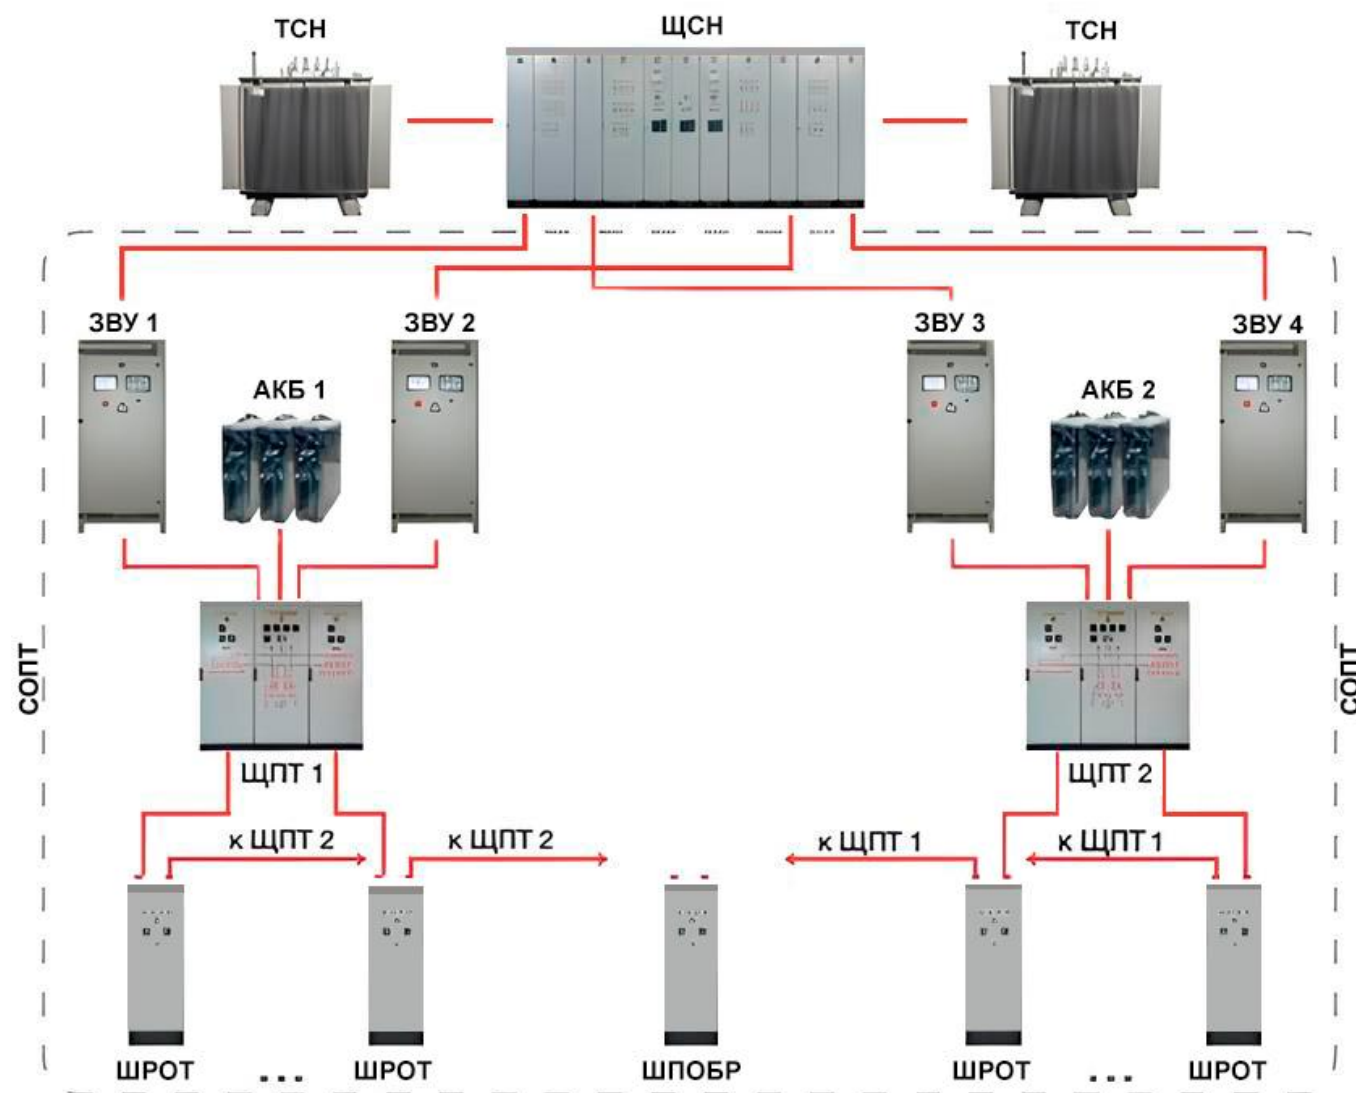 ТСН
ЩСН
ТСН
ЗВУ 1
ЗВУ 2
ЗВУ 3
ЗВУ 4
АКБ 1
АКБ 2
СОПТ
СОПТ
ЩПТ 1
ЩПТ 2
к ЩПТ 2
к ЩПТ 2
к ЩПТ 1
к ЩПТ 1
ШРОТ
...
ШРОТ
ШПОБР
ШРОТ
...
ШРОТ